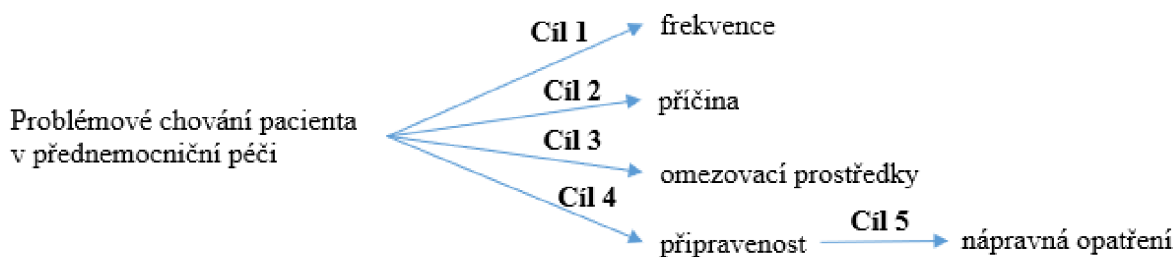 Cíl 1
frekvence
Cíl 2
příčina
Problémové chování pacienta
v přednemocniční péči
Cíl 3
omezovací prostředky
Cíl 4
připravenost
Cíl 5
nápravná opatření